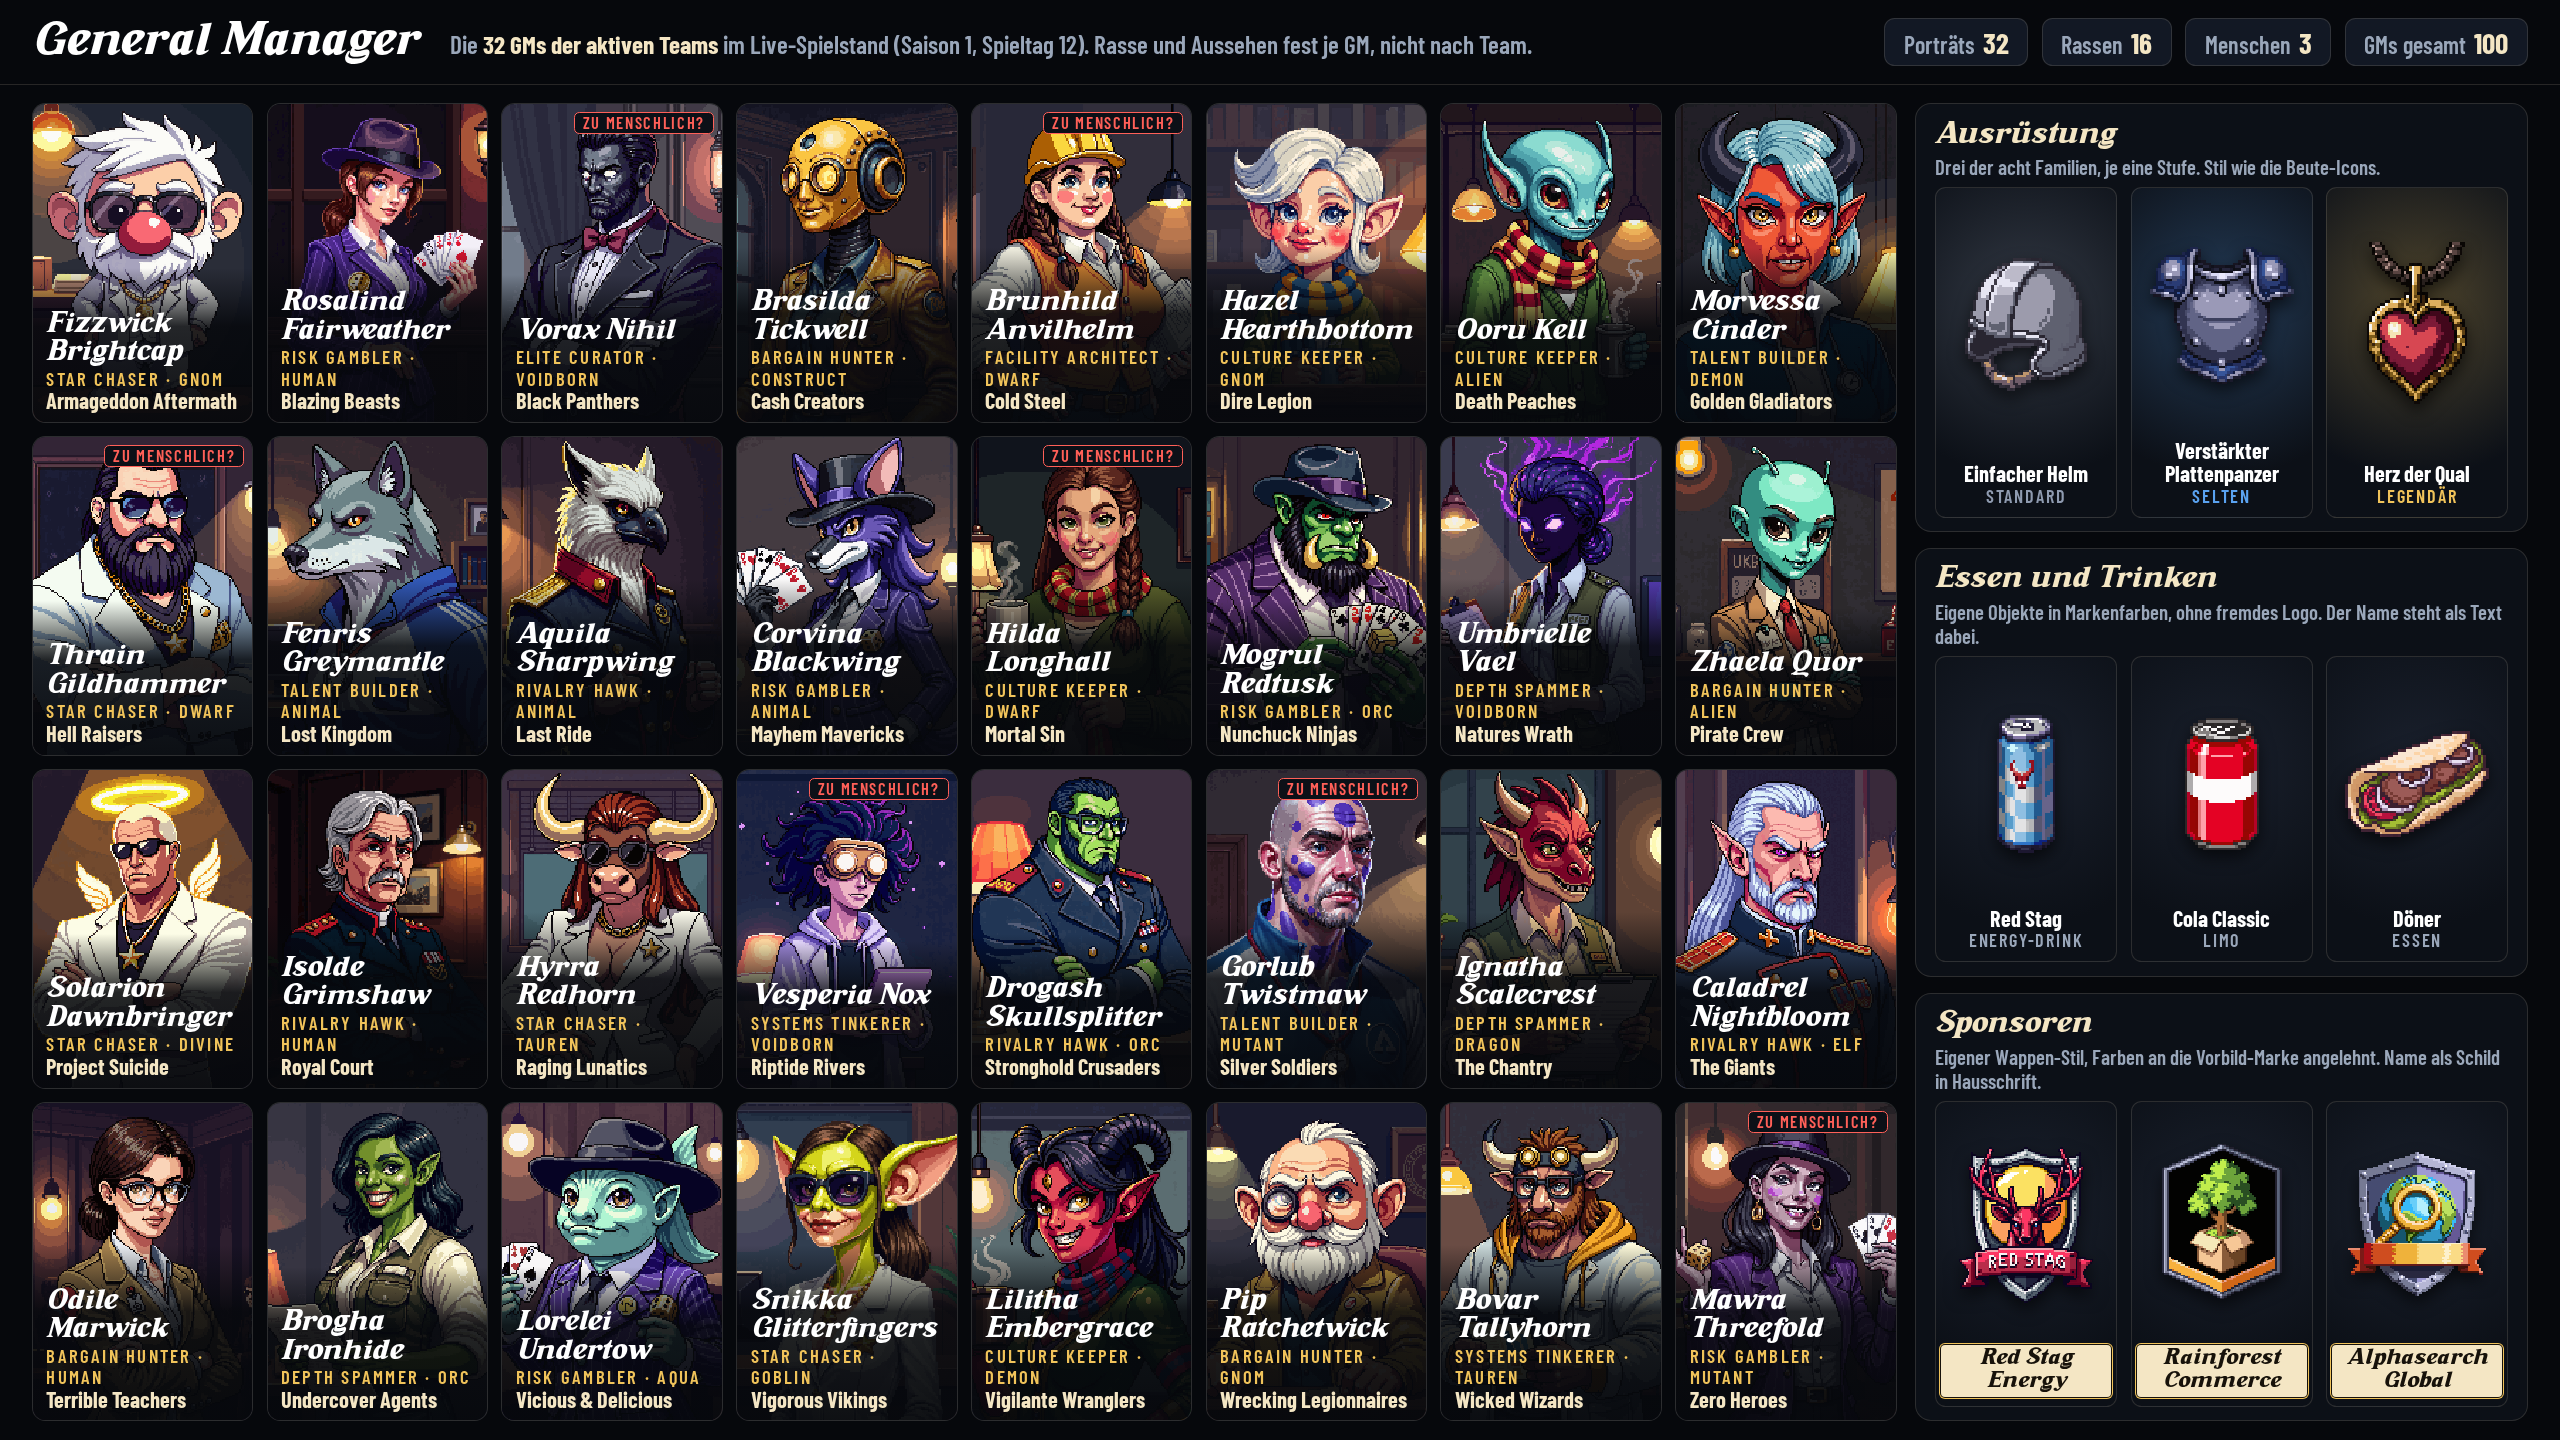 General Manager
Die 32 GMs der aktiven Teams im Live-Spielstand (Saison 1, Spieltag 12). Rasse und Aussehen fest je GM, nicht nach Team.
Porträts 32
Rassen 16
Menschen 3
GMs gesamt 100
Fizzwick
Brightcap
STAR CHASER · GNOM
Armageddon Aftermath
Rosalind
Fairweather
RISK GAMBLER ·
HUMAN
Blazing Beasts
ZU MENSCHLICH?
Vorax Nihil
ELITE CURATOR ·
VOIDBORN
Black Panthers
Brasilda
Tickwell
BARGAIN HUNTER ·
CONSTRUCT
Cash Creators
ZU MENSCHLICH?
Brunhild
Anvilhelm
FACILITY ARCHITECT ·
DWARF
Cold Steel
Hazel
Hearthbottom
CULTURE KEEPER ·
GNOM
Dire Legion
Ooru Kell
CULTURE KEEPER ·
ALIEN
Death Peaches
Morvessa
Cinder
TALENT BUILDER ·
DEMON
Golden Gladiators
ZU MENSCHLICH?
Thrain
Gildhammer
STAR CHASER · DWARF
Hell Raisers
Fenris
Greymantle
TALENT BUILDER ·
ANIMAL
Lost Kingdom
Aquila
Sharpwing
RIVALRY HAWK ·
ANIMAL
Last Ride
Corvina
Blackwing
RISK GAMBLER ·
ANIMAL
Mayhem Mavericks
ZU MENSCHLICH?
Hilda
Longhall
CULTURE KEEPER ·
DWARF
Mortal Sin
Mogrul
Redtusk
RISK GAMBLER · ORC
Nunchuck Ninjas
Umbrielle
Vael
DEPTH SPAMMER ·
VOIDBORN
Natures Wrath
UKB
Zhaela Quor
BARGAIN HUNTER ·
ALIEN
Pirate Crew
Solarion
Dawnbringer
STAR CHASER · DIVINE
Project Suicide
Isolde
Grimshaw
RIVALRY HAWK ·
HUMAN
Royal Court
Hyrra
Redhorn
STAR CHASER ·
TAUREN
Raging Lunatics
ZU MENSCHLICH?
Vesperia Nox
SYSTEMS TINKERER ·
VOIDBORN
Riptide Rivers
Drogash
Skullsplitter
RIVALRY HAWK · ORC
Stronghold Crusaders
ZU MENSCHLICH?
Gorlub
Twistmaw
TALENT BUILDER ·
MUTANT
Silver Soldiers
Ignatha
Scalecrest
DEPTH SPAMMER ·
DRAGON
The Chantry
Caladrel
Nightbloom
RIVALRY HAWK · ELF
The Giants
Odile
Marwick
BARGAIN HUNTER ·
HUMAN
Terrible Teachers
Brogha
Ironhide
DEPTH SPAMMER · ORC
Undercover Agents
Lorelei
Undertow
RISK GAMBLER · AQUA
Vicious & Delicious
Snikka
Glitterfingers
STAR CHASER ·
GOBLIN
Vigorous Vikings
Lilitha
Embergrace
CULTURE KEEPER ·
DEMON
Vigilante Wranglers
Pip
Ratchetwick
BARGAIN HUNTER ·
GNOM
Wrecking Legionnaires
Bovar
Tallyhorn
SYSTEMS TINKERER ·
TAUREN
Wicked Wizards
ZU MENSCHLICH?
Mawra
Threefold
RISK GAMBLER ·
MUTANT
Zero Heroes
Ausrüstung
Drei der acht Familien, je eine Stufe. Stil wie die Beute-Icons.
Einfacher Helm
STANDARD
Verstärkter
Plattenpanzer
SELTEN
Herz der Qual
LEGENDÄR
Essen und Trinken
Eigene Objekte in Markenfarben, ohne fremdes Logo. Der Name steht als Text
dabei.
Red Stag
ENERGY-DRINK
Cola Classic
LIMO
Döner
ESSEN
Sponsoren
Eigener Wappen-Stil, Farben an die Vorbild-Marke angelehnt. Name als Schild
in Hausschrift.
RED STAG
Red Stag
Energy
Rainforest
Commerce
Alphasearch
Global